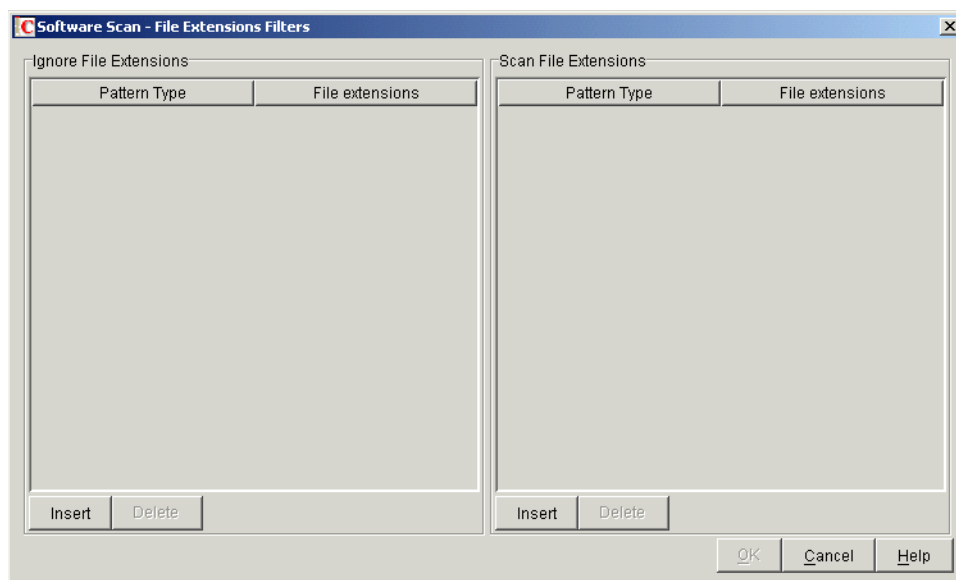 Software Scan - File Extensions Filters
Ignore File Extensions
Pattern Type File extensions
Insert Delete
Scan File Extensions
Pattern Type File extensions
Insert Delete
OK Cancel Help